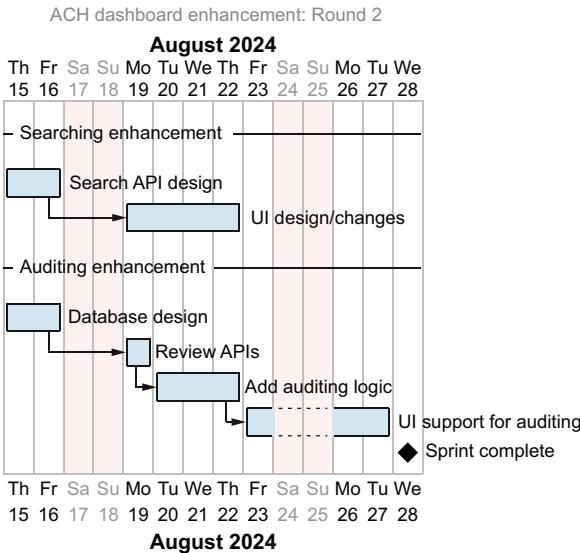 ACH dashboard enhancement: Round 2
August 2024
Th Fr Sa Su Mo Tu We Th Fr Sa Su Mo Tu We
15 16 17 18 19 20 21 22 23 24 25 26 27 28
Searching enhancement
Search API design
UI design/changes
Auditing enhancement
Database design
Review APIs
Add auditing logic
UI support for auditing
Sprint complete
Th Fr Sa Su Mo Tu We Th Fr Sa Su Mo Tu We
15 16 17 18 19 20 21 22 23 24 25 26 27 28
August 2024